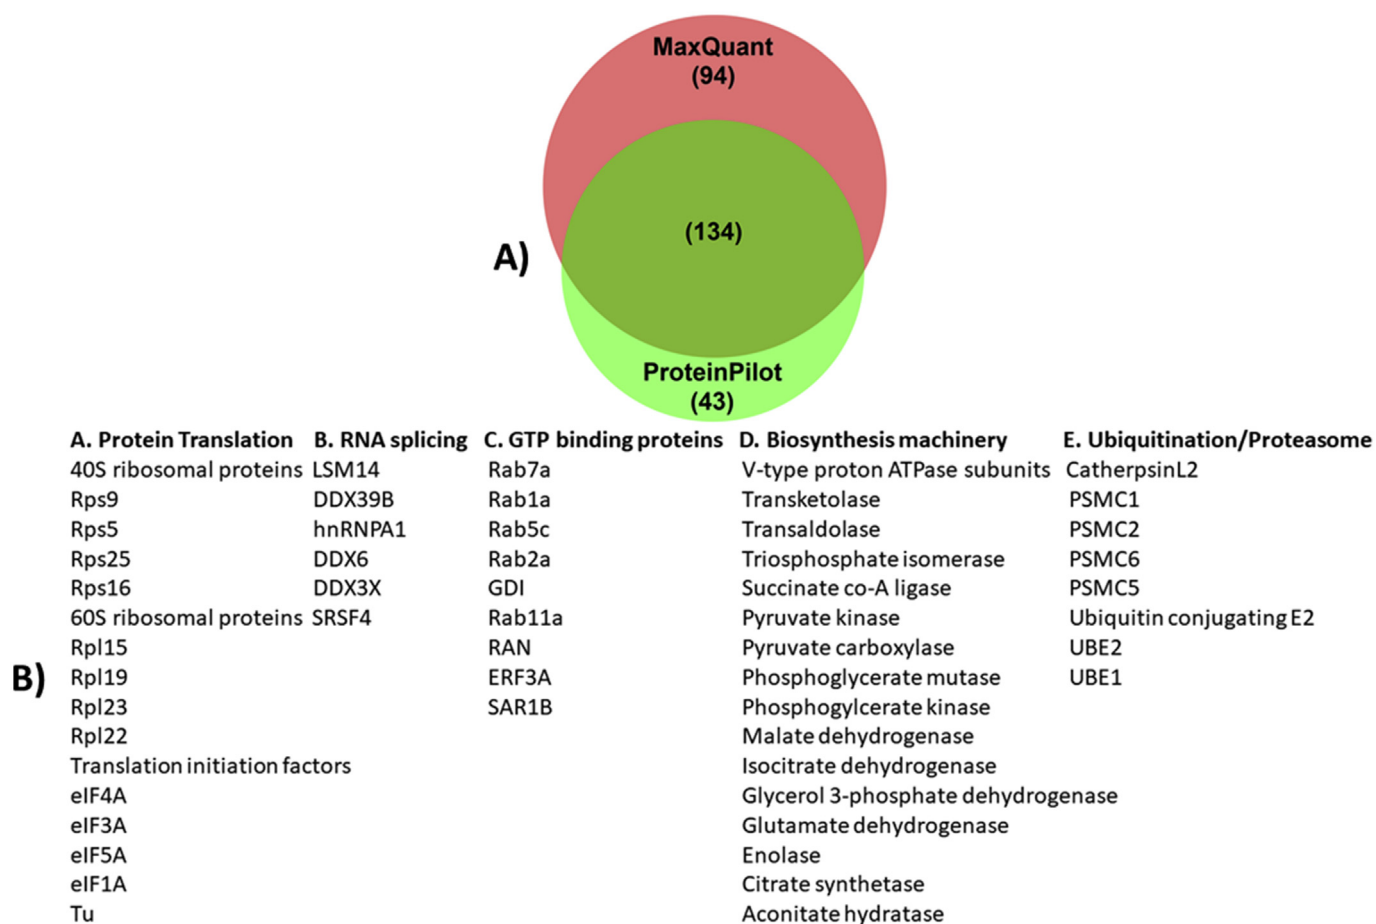 MaxQuant
(94)
(134)
A)
ProteinPilot
(43)
A. Protein Translation B. RNA splicing C. GTP binding proteins D. Biosynthesis machinery E. Ubiquitination/Proteasome
40S ribosomal proteins LSM14 Rab7a V-type proton ATPase subunits CatherpsinL2
Rps9 DDX39B Rab1a Transketolase PSMC1
Rps5 hnRNPA1 Rab5c Transaldolase PSMC2
Rps25 DDX6 Rab2a Triosphosphate isomerase PSMC6
Rps16 DDX3X GDI Succinate co-A ligase PSMC5
60S ribosomal proteins SRSF4 Rab11a Pyruvate kinase Ubiquitin conjugating E2
Rpl15 RAN Pyruvate carboxylase UBE2
B) Rpl19 ERF3A Phosphoglycerate mutase UBE1
Rpl23 SAR1B Phosphogylcerate kinase
Rpl22 Malate dehydrogenase
Translation initiation factors Isocitrate dehydrogenase
eIF4A Glycerol 3-phosphate dehydrogenase
eIF3A Glutamate dehydrogenase
eIF5A Enolase
eIF1A Citrate synthetase
Tu Aconitate hydratase